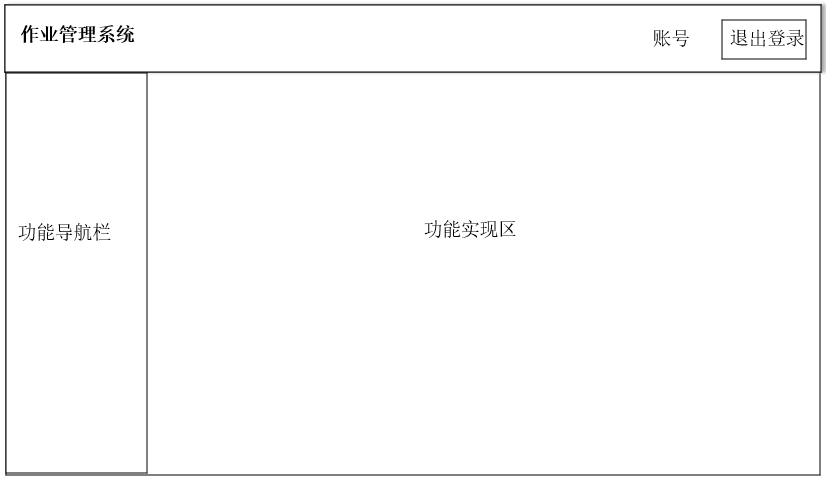 作业管理系统
账号
退出登录
功能导航栏
功能实现区